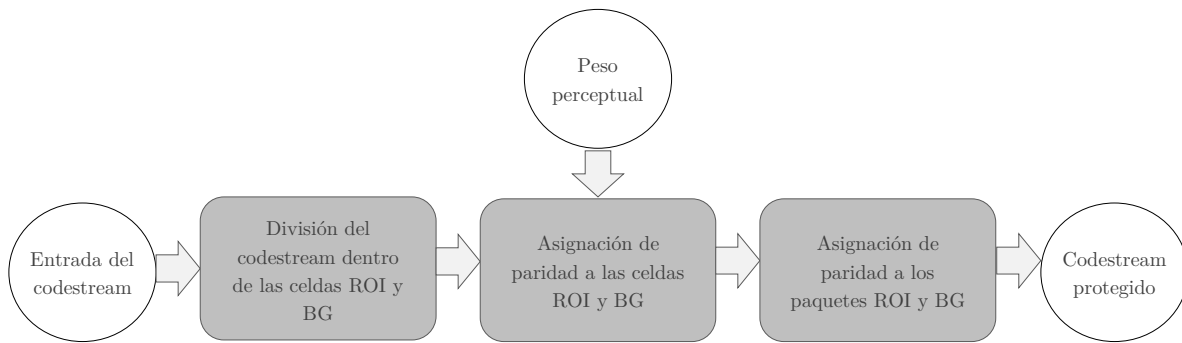 Peso
perceptual
Entrada del
codestream
División del
codestream dentro
de las celdas ROI y
BG
Asignación de
paridad a las celdas
ROI y BG
Asignación de
paridad a los
paquetes ROI y BG
Codestream
protegido